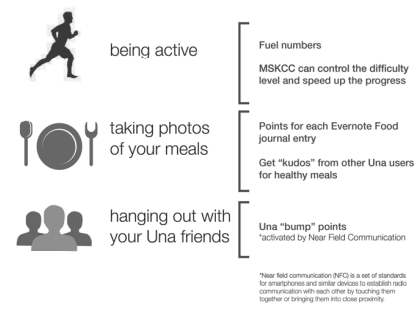 being active
Fuel numbers
MSKCC can control the difficulty
level and speed up the progress
taking photos
of your meals
Points for each Evernote Food
journal entry
Get “kudos” from other Una users
for healthy meals
hanging out with
your Una friends
Una “bump” points
*activated by Near Field Communication
*Near field communication (NFC) is a set of standards
for smartphones and similar devices to establish radio
communication with each other by touching them
together or bringing them into close proximity.